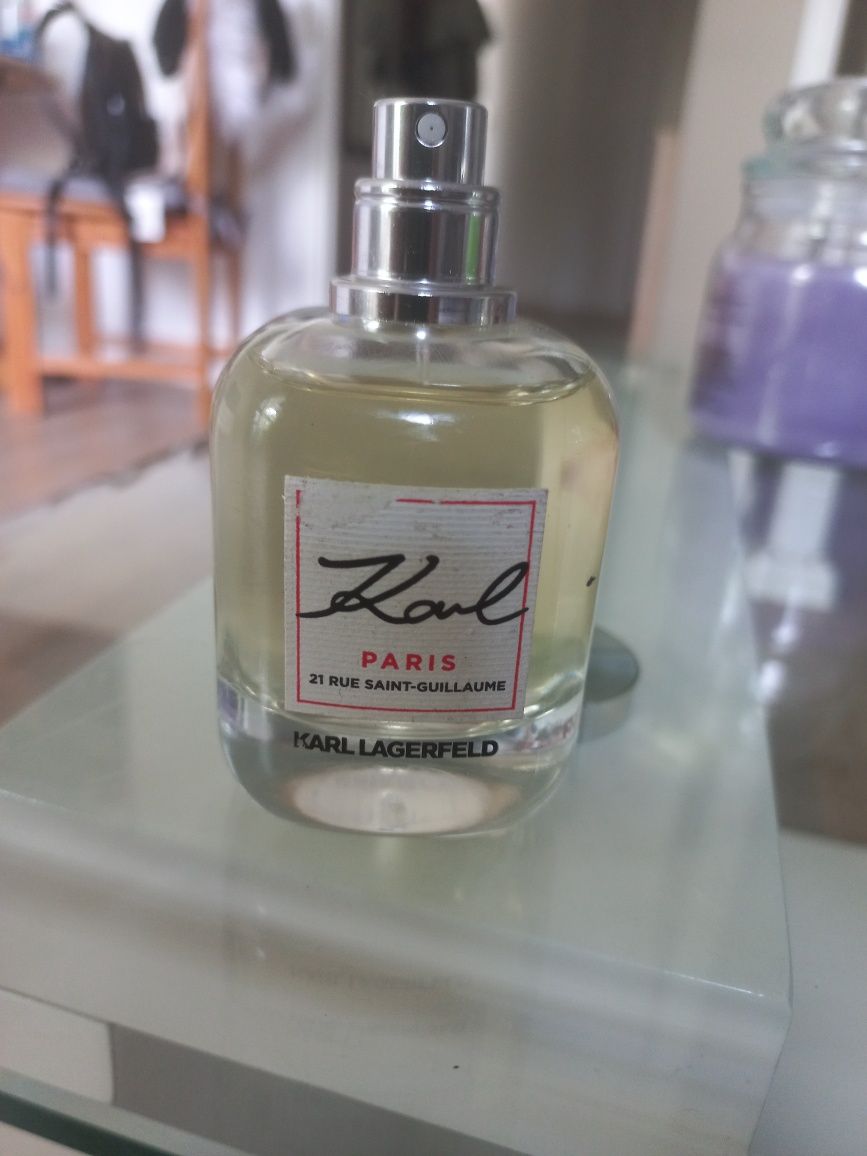 Karl
PARIS
21 RUE SAINT-GUILLAUME
KARL LAGERFELD